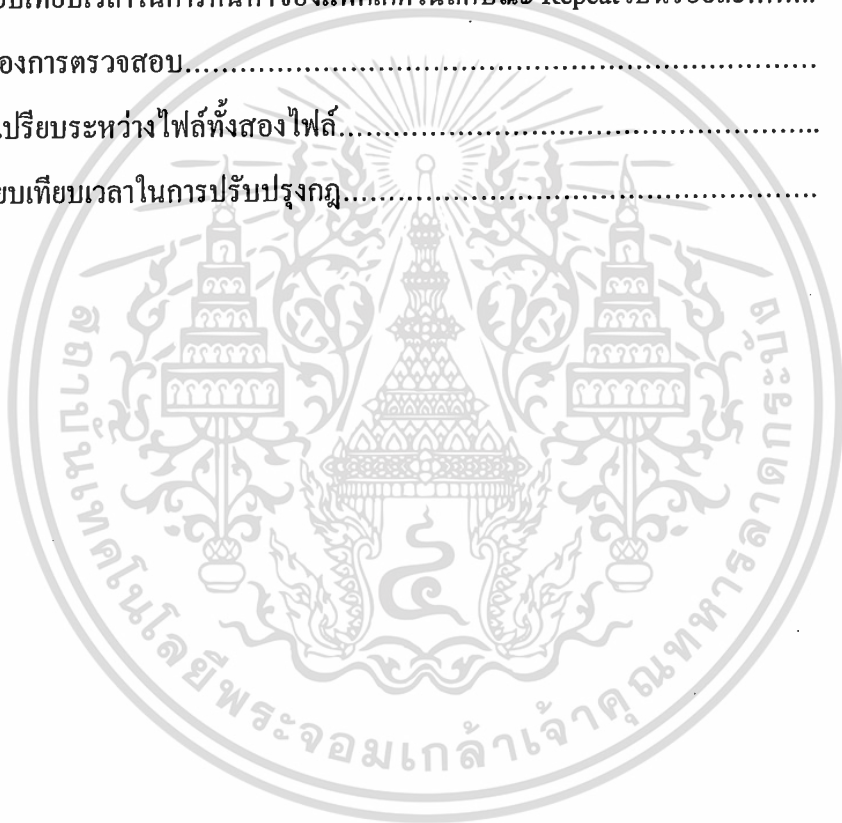 องการตรวจสอบ........................................................................
เปรียบระหว่างไฟล์ทั้งสองไฟล์.......................................................
ยบเทียบเวลาในการปรับปรุงกฎ......................................................
สถาบันเทคโนโลยีพระจอมเกล้าเจ้าคุณทหารลาดกระบัง